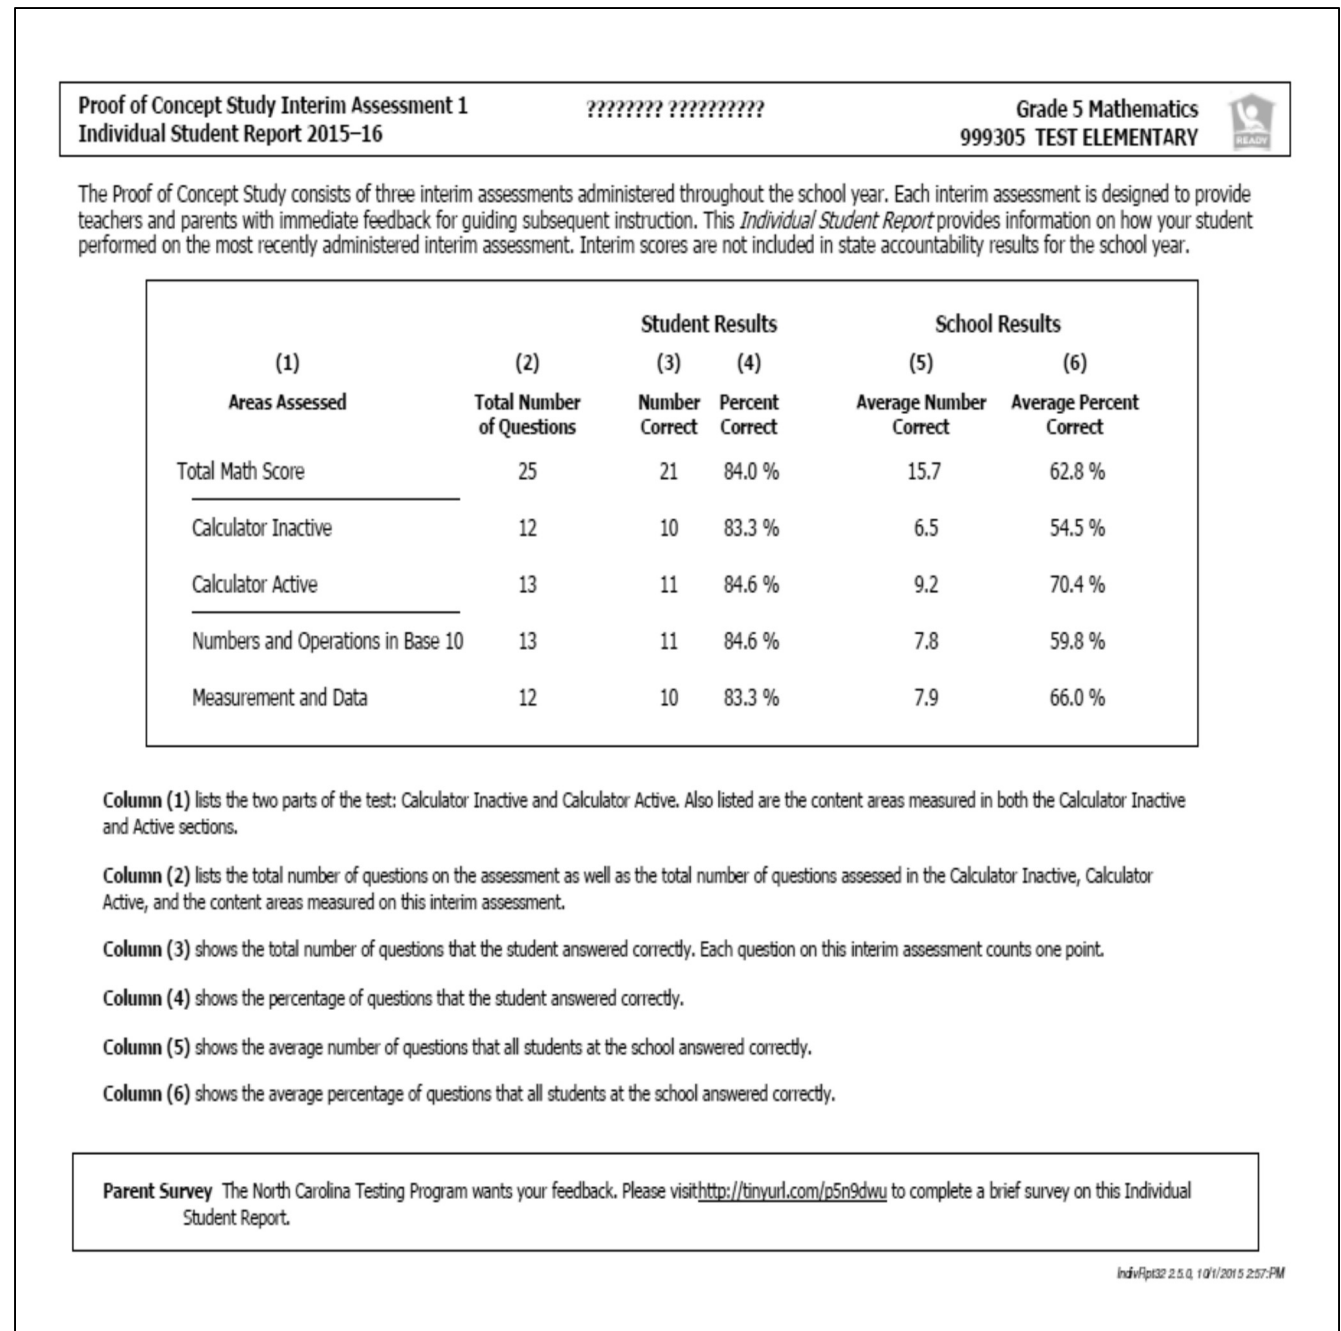 Proof of Concept Study Interim Assessment 1 ???????? ?????????? Grade 5 Mathematics
Individual Student Report 2015–16 999305 TEST ELEMENTARY
READY
The Proof of Concept Study consists of three interim assessments administered throughout the school year. Each interim assessment is designed to provide
teachers and parents with immediate feedback for guiding subsequent instruction. This Individual Student Report provides information on how your student
performed on the most recently administered interim assessment. Interim scores are not included in state accountability results for the school year.
Student Results School Results
(1) (2) (3) (4) (5) (6)
Areas Assessed Total Number Number Percent Average Number Average Percent
of Questions Correct Correct Correct Correct
Total Math Score 25 21 84.0 % 15.7 62.8 %
Calculator Inactive 12 10 83.3 % 6.5 54.5 %
Calculator Active 13 11 84.6 % 9.2 70.4 %
Numbers and Operations in Base 10 13 11 84.6 % 7.8 59.8 %
Measurement and Data 12 10 83.3 % 7.9 66.0 %
Column (1) lists the two parts of the test: Calculator Inactive and Calculator Active. Also listed are the content areas measured in both the Calculator Inactive
and Active sections.
Column (2) lists the total number of questions on the assessment as well as the total number of questions assessed in the Calculator Inactive, Calculator
Active, and the content areas measured on this interim assessment.
Column (3) shows the total number of questions that the student answered correctly. Each question on this interim assessment counts one point.
Column (4) shows the percentage of questions that the student answered correctly.
Column (5) shows the average number of questions that all students at the school answered correctly.
Column (6) shows the average percentage of questions that all students at the school answered correctly.
Parent Survey The North Carolina Testing Program wants your feedback. Please visithttp://tinyurl.com/p5n9dwu to complete a brief survey on this Individual
Student Report.
IndivRpt32 2.5.0, 10/1/2015 2:57:PM